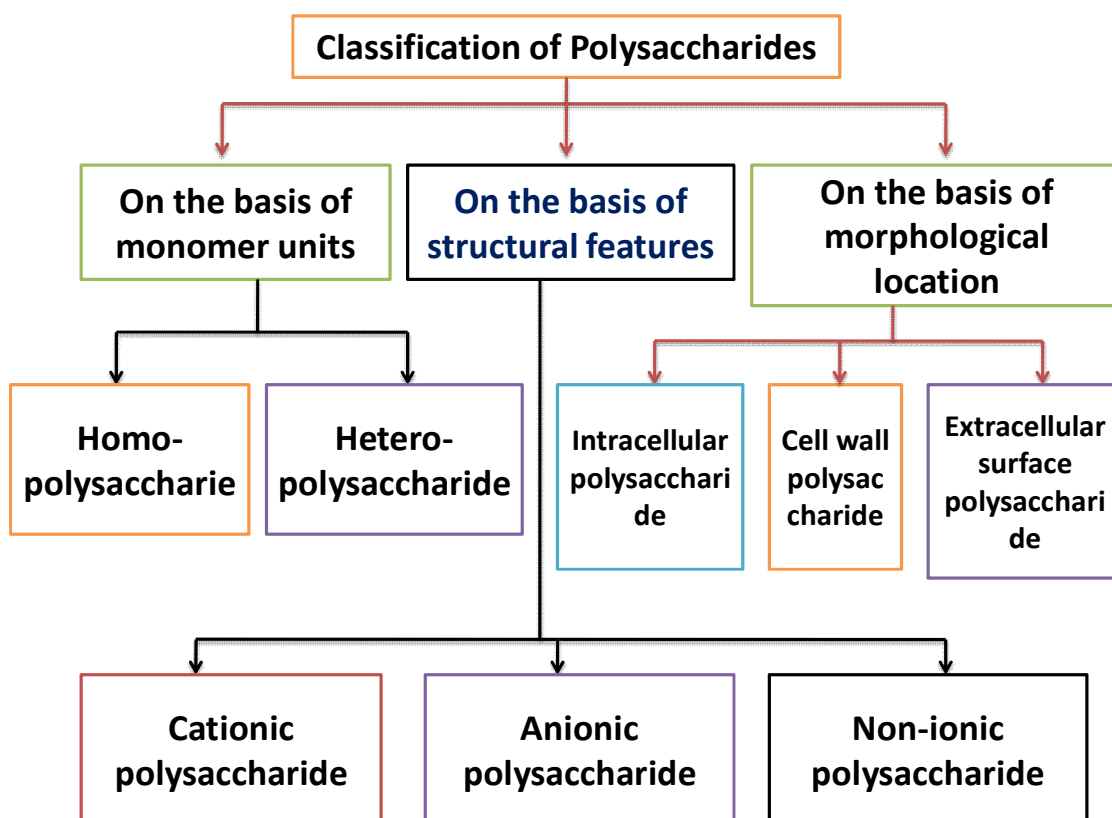 Classification of Polysaccharides
On the basis of
monomer units
On the basis of
structural features
On the basis of
morphological
location
Homo-
polysaccharie
Hetero-
polysaccharide
Intracellular
polysacchari
de
Cell wall
polysac
charide
Extracellular
surface
polysacchari
de
Cationic
polysaccharide
Anionic
polysaccharide
Non-ionic
polysaccharide